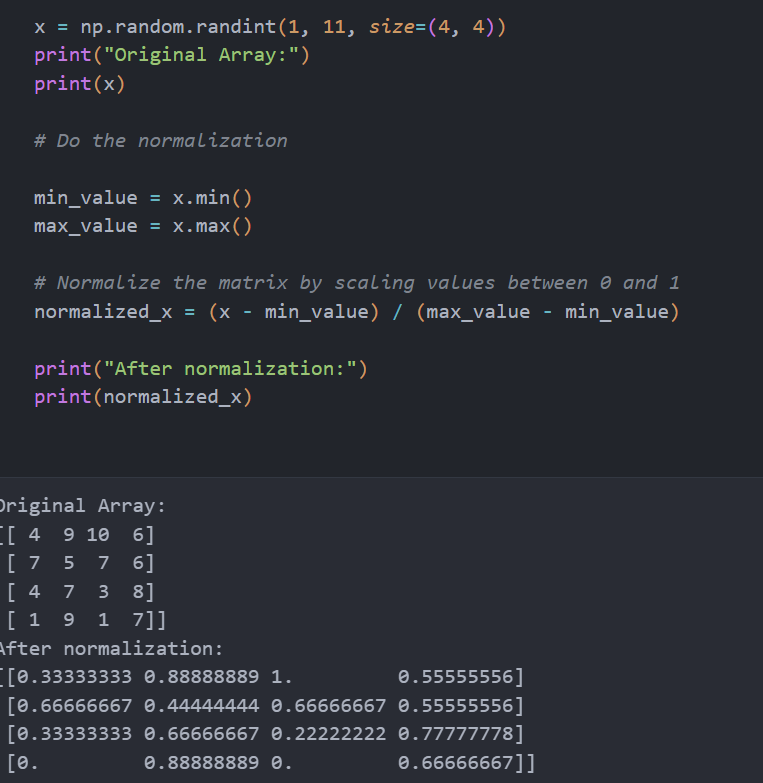 x = np.random.randint(1, 11, size=(4, 4))
print("Original Array:")
print(x)
# Do the normalization
min_value = x.min()
max_value = x.max()
# Normalize the matrix by scaling values between 0 and 1
normalized_x = (x - min_value) / (max_value - min_value)
print("After normalization:")
print(normalized_x)
Original Array:
[[ 4  9 10  6]
 [ 7  5  7  6]
 [ 4  7  3  8]
 [ 1  9  1  7]]
After normalization:
[[0.33333333 0.88888889 1.         0.55555556]
 [0.66666667 0.44444444 0.66666667 0.55555556]
 [0.33333333 0.66666667 0.22222222 0.77777778]
 [0.         0.88888889 0.         0.66666667]]